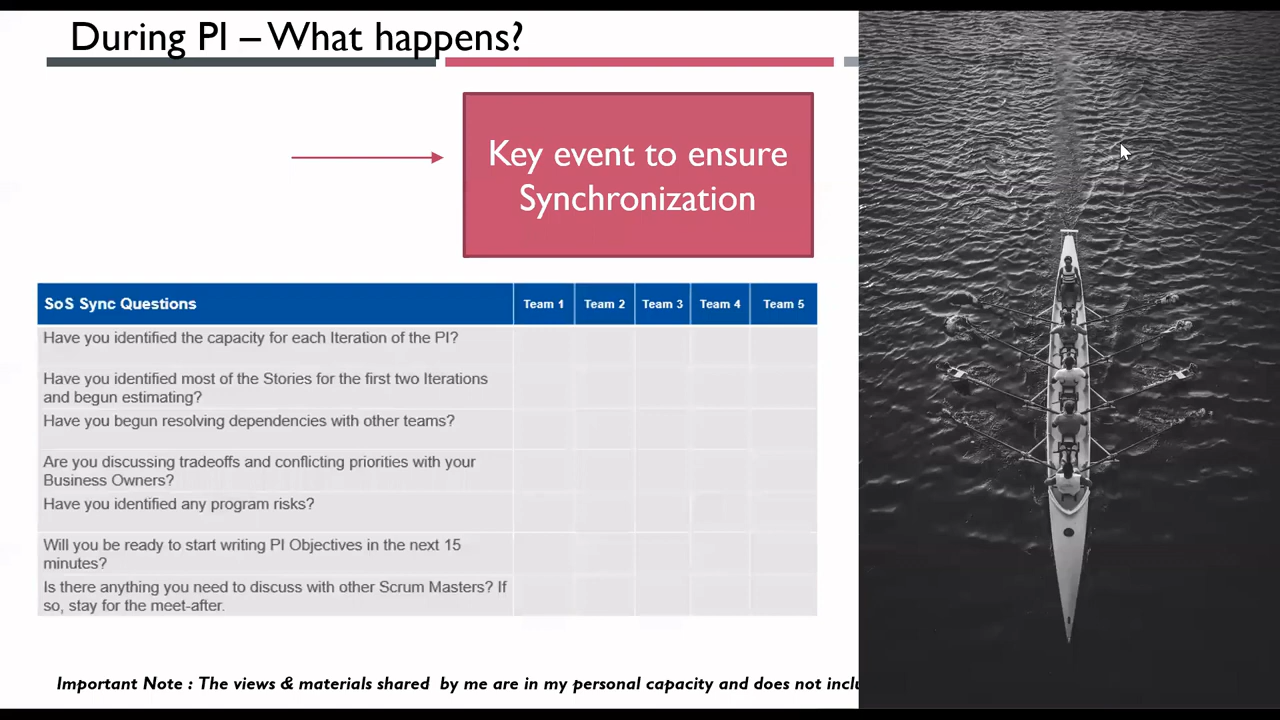 During PI – What happens?
Key event to ensure
Synchronization
SoS Sync Questions Team 1 Team 2 Team 3 Team 4 Team 5
Have you identified the capacity for each Iteration of the PI?
Have you identified most of the Stories for the first two Iterations
and begun estimating?
Have you begun resolving dependencies with other teams?
Are you discussing tradeoffs and conflicting priorities with your
Business Owners?
Have you identified any program risks?
Will you be ready to start writing PI Objectives in the next 15
minutes?
Is there anything you need to discuss with other Scrum Masters? If
so, stay for the meet-after.
Important Note : The views & materials shared by me are in my personal capacity and does not